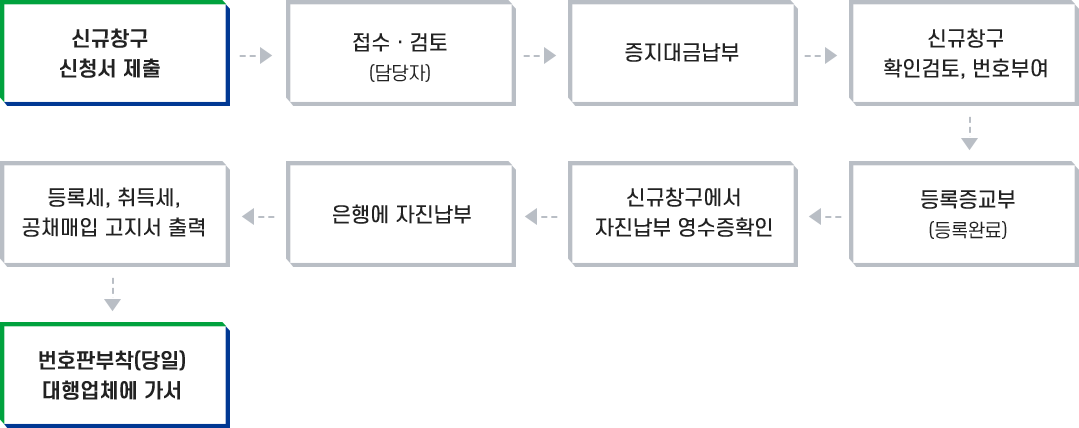 신규창구
신청서 제출
접수 · 검토
(담당자)
증지대금납부
신규창구
확인검토, 번호부여
등록증교부
(등록완료)
신규창구에서
자진납부 영수증확인
은행에 자진납부
등록세, 취득세,
공채매입 고지서 출력
번호판부착(당일)
대행업체에 가서